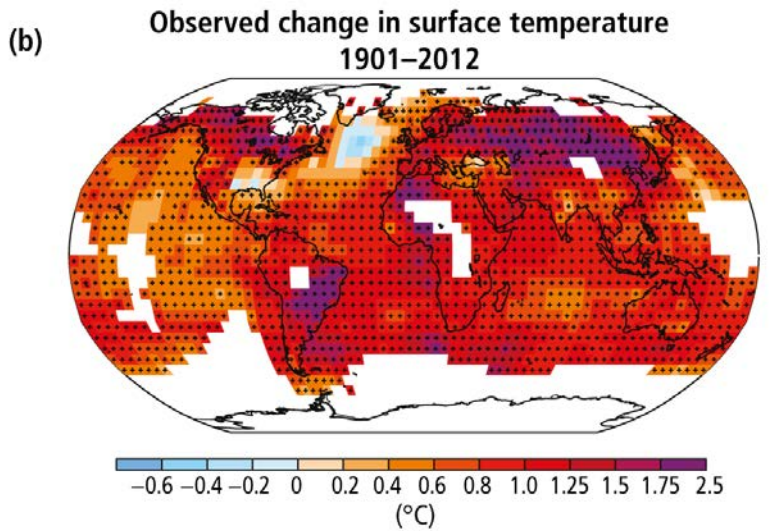 (b)
Observed change in surface temperature
1901–2012
−0.6 −0.4 −0.2 0 0.2 0.4 0.6 0.8 1.0 1.25 1.5 1.75 2.5
(°C)